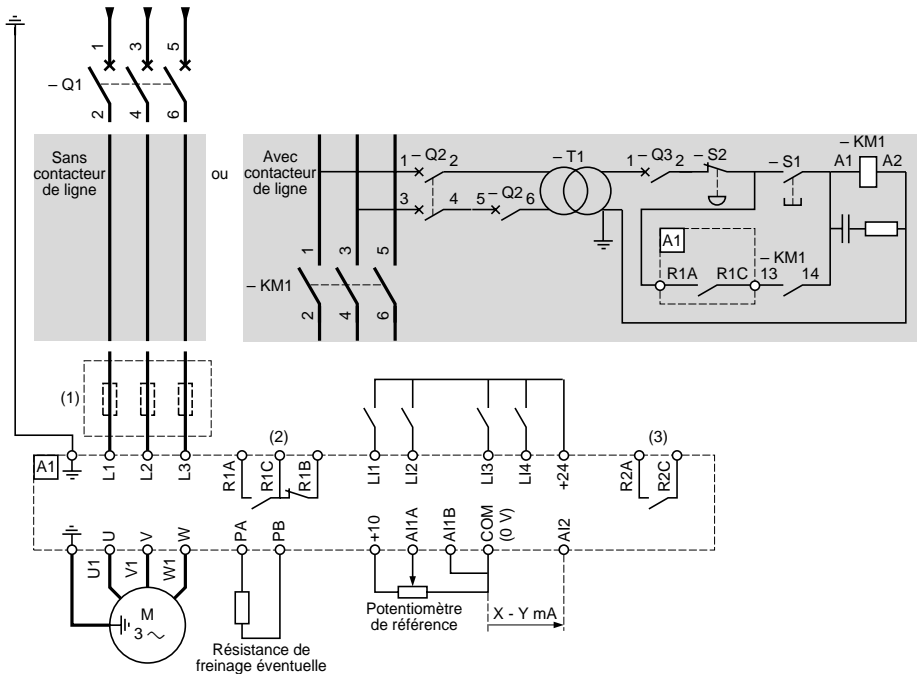 1 3 5
– Q1
2 4 6
Sans
contacteur
de ligne
ou
Avec
contacteur
de ligne
1 – Q2 2
3 4 5 – Q2 6
– T1
1 – Q3 2
– S2
– S1
– KM1
A1 A2
A1
R1A R1C
– KM1
13 14
1 3 5
– KM1
2 4 6
(1)
(2)
(3)
A1
L1 L2 L3 R1A R1C R1B LI1 LI2 LI3 LI4 +24 R2A R2C
U V W PA PB +10 AI1A AI1B COM (0 V) AI2
U1 V1 W1
M
3
Potentiomètre
de référence
X - Y mA
Résistance de
freinage éventuelle